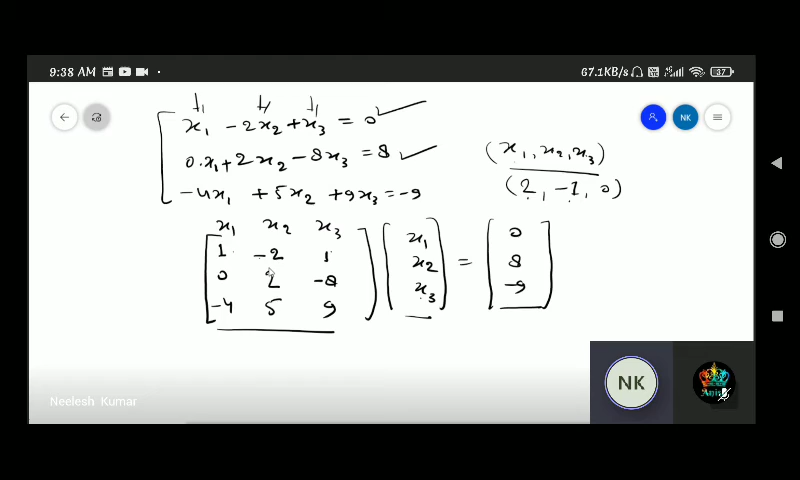 9:38 AM 67.1KB/s 37
x₁ - 2x₂ + x₃ = 0
0.x₁ + 2x₂ - 8x₃ = 8
-4x₁ + 5x₂ + 9x₃ = -9
(x₁, x₂, x₃)
(2, -1, 0)
x₁ x₂ x₃
1 -2 1 x₁ 0
0 2 -8 x₂ = 8
-4 5 9 x₃ -9
NK
NK
Neelesh Kumar